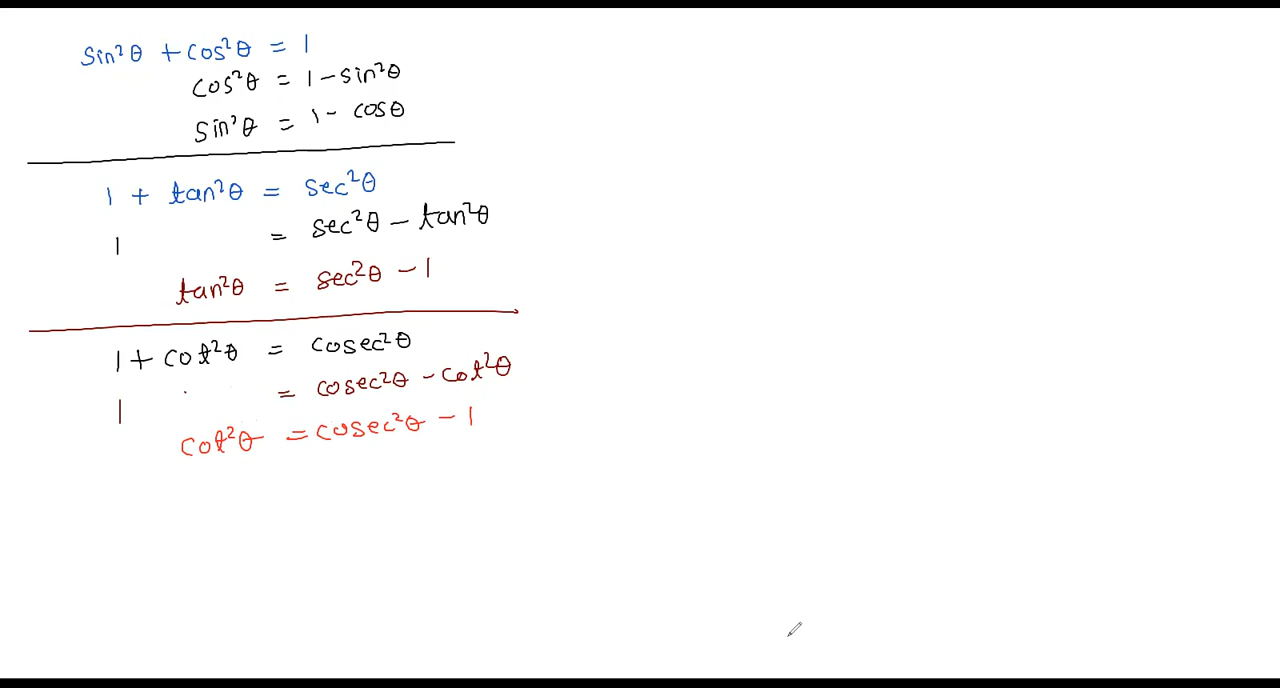 sin²θ + cos²θ = 1
cos²θ = 1 - sin²θ
sin²θ = 1 - cosθ
1 + tan²θ = sec²θ
1 = sec²θ - tan²θ
tan²θ = sec²θ - 1
1 + cot²θ = cosec²θ
1 = cosec²θ - cot²θ
cot²θ = cosec²θ - 1